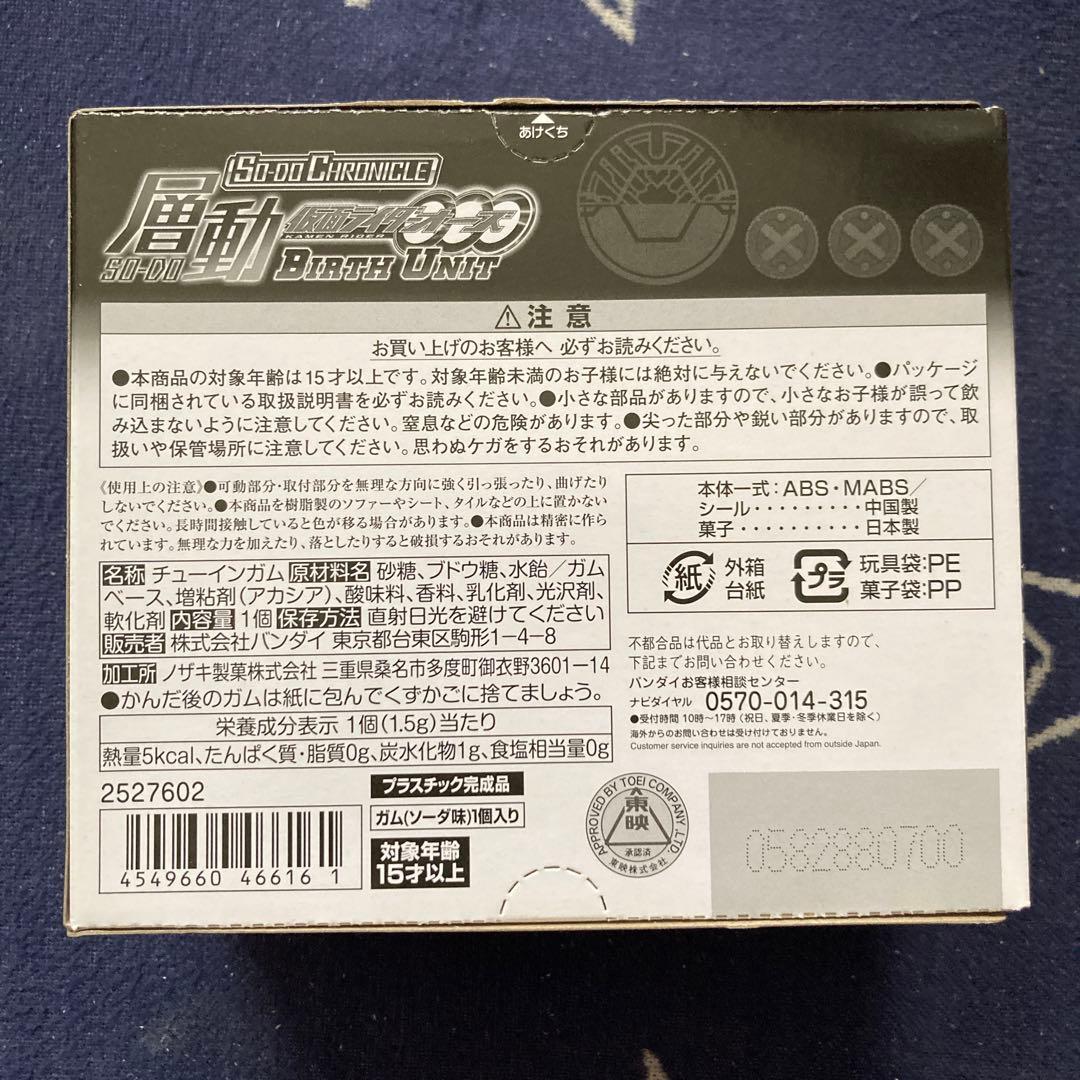 あけくち
SO-DO CHRONICLE
層動
SO-DO
仮面ライダーオーズ
KAMEN RIDER
BIRTH UNIT
⚠注意
お買い上げのお客様へ 必ずお読みください。
●本商品の対象年齢は15才以上です。対象年齢未満のお子様には絶対に与えないでください。●パッケージ
に同梱されている取扱説明書を必ずお読みください。●小さな部品がありますので、小さなお子様が誤って飲
み込まないように注意してください。窒息などの危険があります。●尖った部分や鋭い部分がありますので、取
扱いや保管場所に注意してください。思わぬケガをするおそれがあります。
《使用上の注意》●可動部分・取付部分を無理な方向に強く引っ張ったり、曲げたり
しないでください。●本商品を樹脂製のソファーやシート、タイルなどの上に置かない
でください。長時間接触していると色が移る場合があります。●本商品は精密に作ら
れています。無理な力を加えたり、落としたりすると破損するおそれがあります。
本体一式:ABS・MABS/
シール・・・・・・・・・中国製
菓子・・・・・・・・・・日本製
紙 外箱
台紙
プラ 玩具袋:PE
菓子袋:PP
名称 チューインガム 原材料名 砂糖、ブドウ糖、水飴/ガム
ベース、増粘剤(アカシア)、酸味料、香料、乳化剤、光沢剤、
軟化剤 内容量 1個 保存方法 直射日光を避けてください
販売者 株式会社バンダイ 東京都台東区駒形1-4-8
加工所 ノザキ製菓株式会社 三重県桑名市多度町御衣野3601-14
●かんだ後のガムは紙に包んでくずかごに捨てましょう。
栄養成分表示 1個(1.5g)当たり
熱量5kcal、たんぱく質・脂質0g、炭水化物1g、食塩相当量0g
不都合品は代品とお取り替えしますので、
下記までお問い合わせください。
バンダイお客様相談センター
ナビダイヤル 0570-014-315
●受付時間 10時~17時(祝日、夏季・冬季休業日を除く)
海外からのお問い合わせは受け付けておりません。
Customer service inquiries are not accepted from outside Japan.
2527602
4549660 466161
プラスチック完成品
ガム(ソーダ味)1個入り
対象年齢
15才以上
APPROVED BY TOEI COMPANY, LTD.
東映
承認済
東映株式会社
0582830700